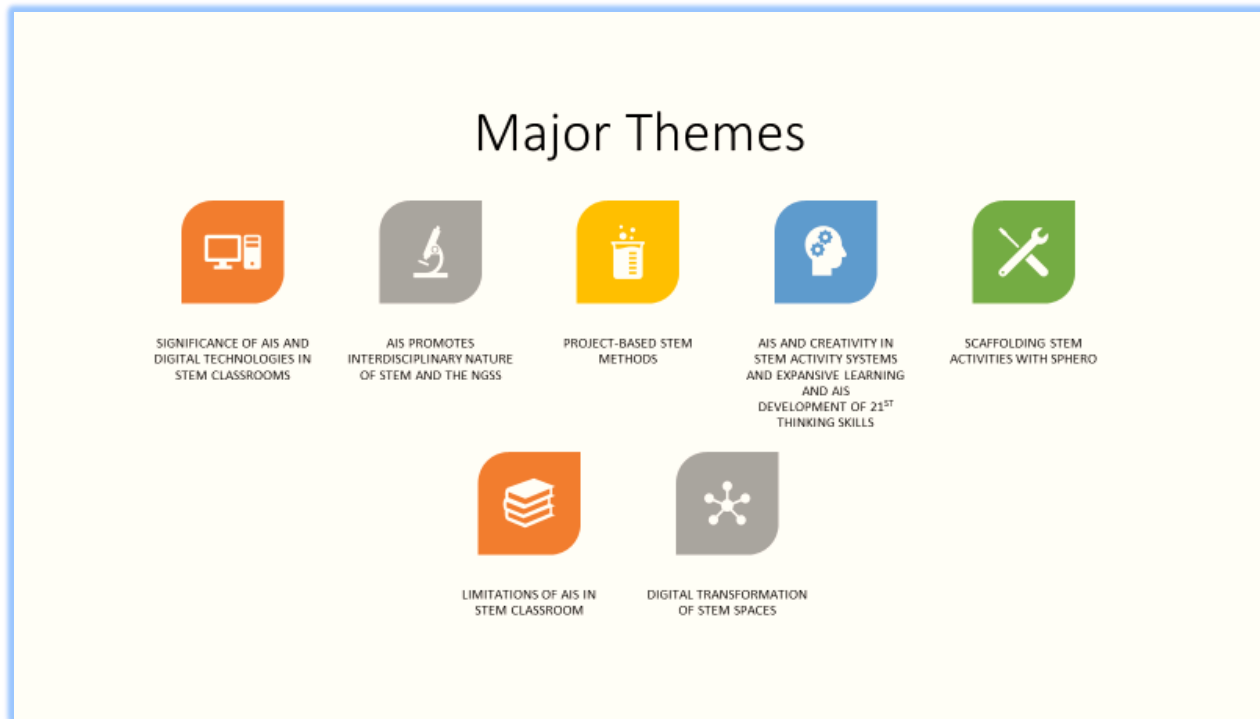 Major Themes
SIGNIFICANCE OF AIS AND
DIGITAL TECHNOLOGIES IN
STEM CLASSROOMS
AIS PROMOTES
INTERDISCIPLINARY NATURE
OF STEM AND THE NGSS
PROJECT-BASED STEM
METHODS
AIS AND CREATIVITY IN
STEM ACTIVITY SYSTEMS
AND EXPANSIVE LEARNING
AND AIS
DEVELOPMENT OF 21ST
THINKING SKILLS
SCAFFOLDING STEM
ACTIVITIES WITH SPHERO
LIMITATIONS OF AIS IN
STEM CLASSROOM
DIGITAL TRANSFORMATION
OF STEM SPACES